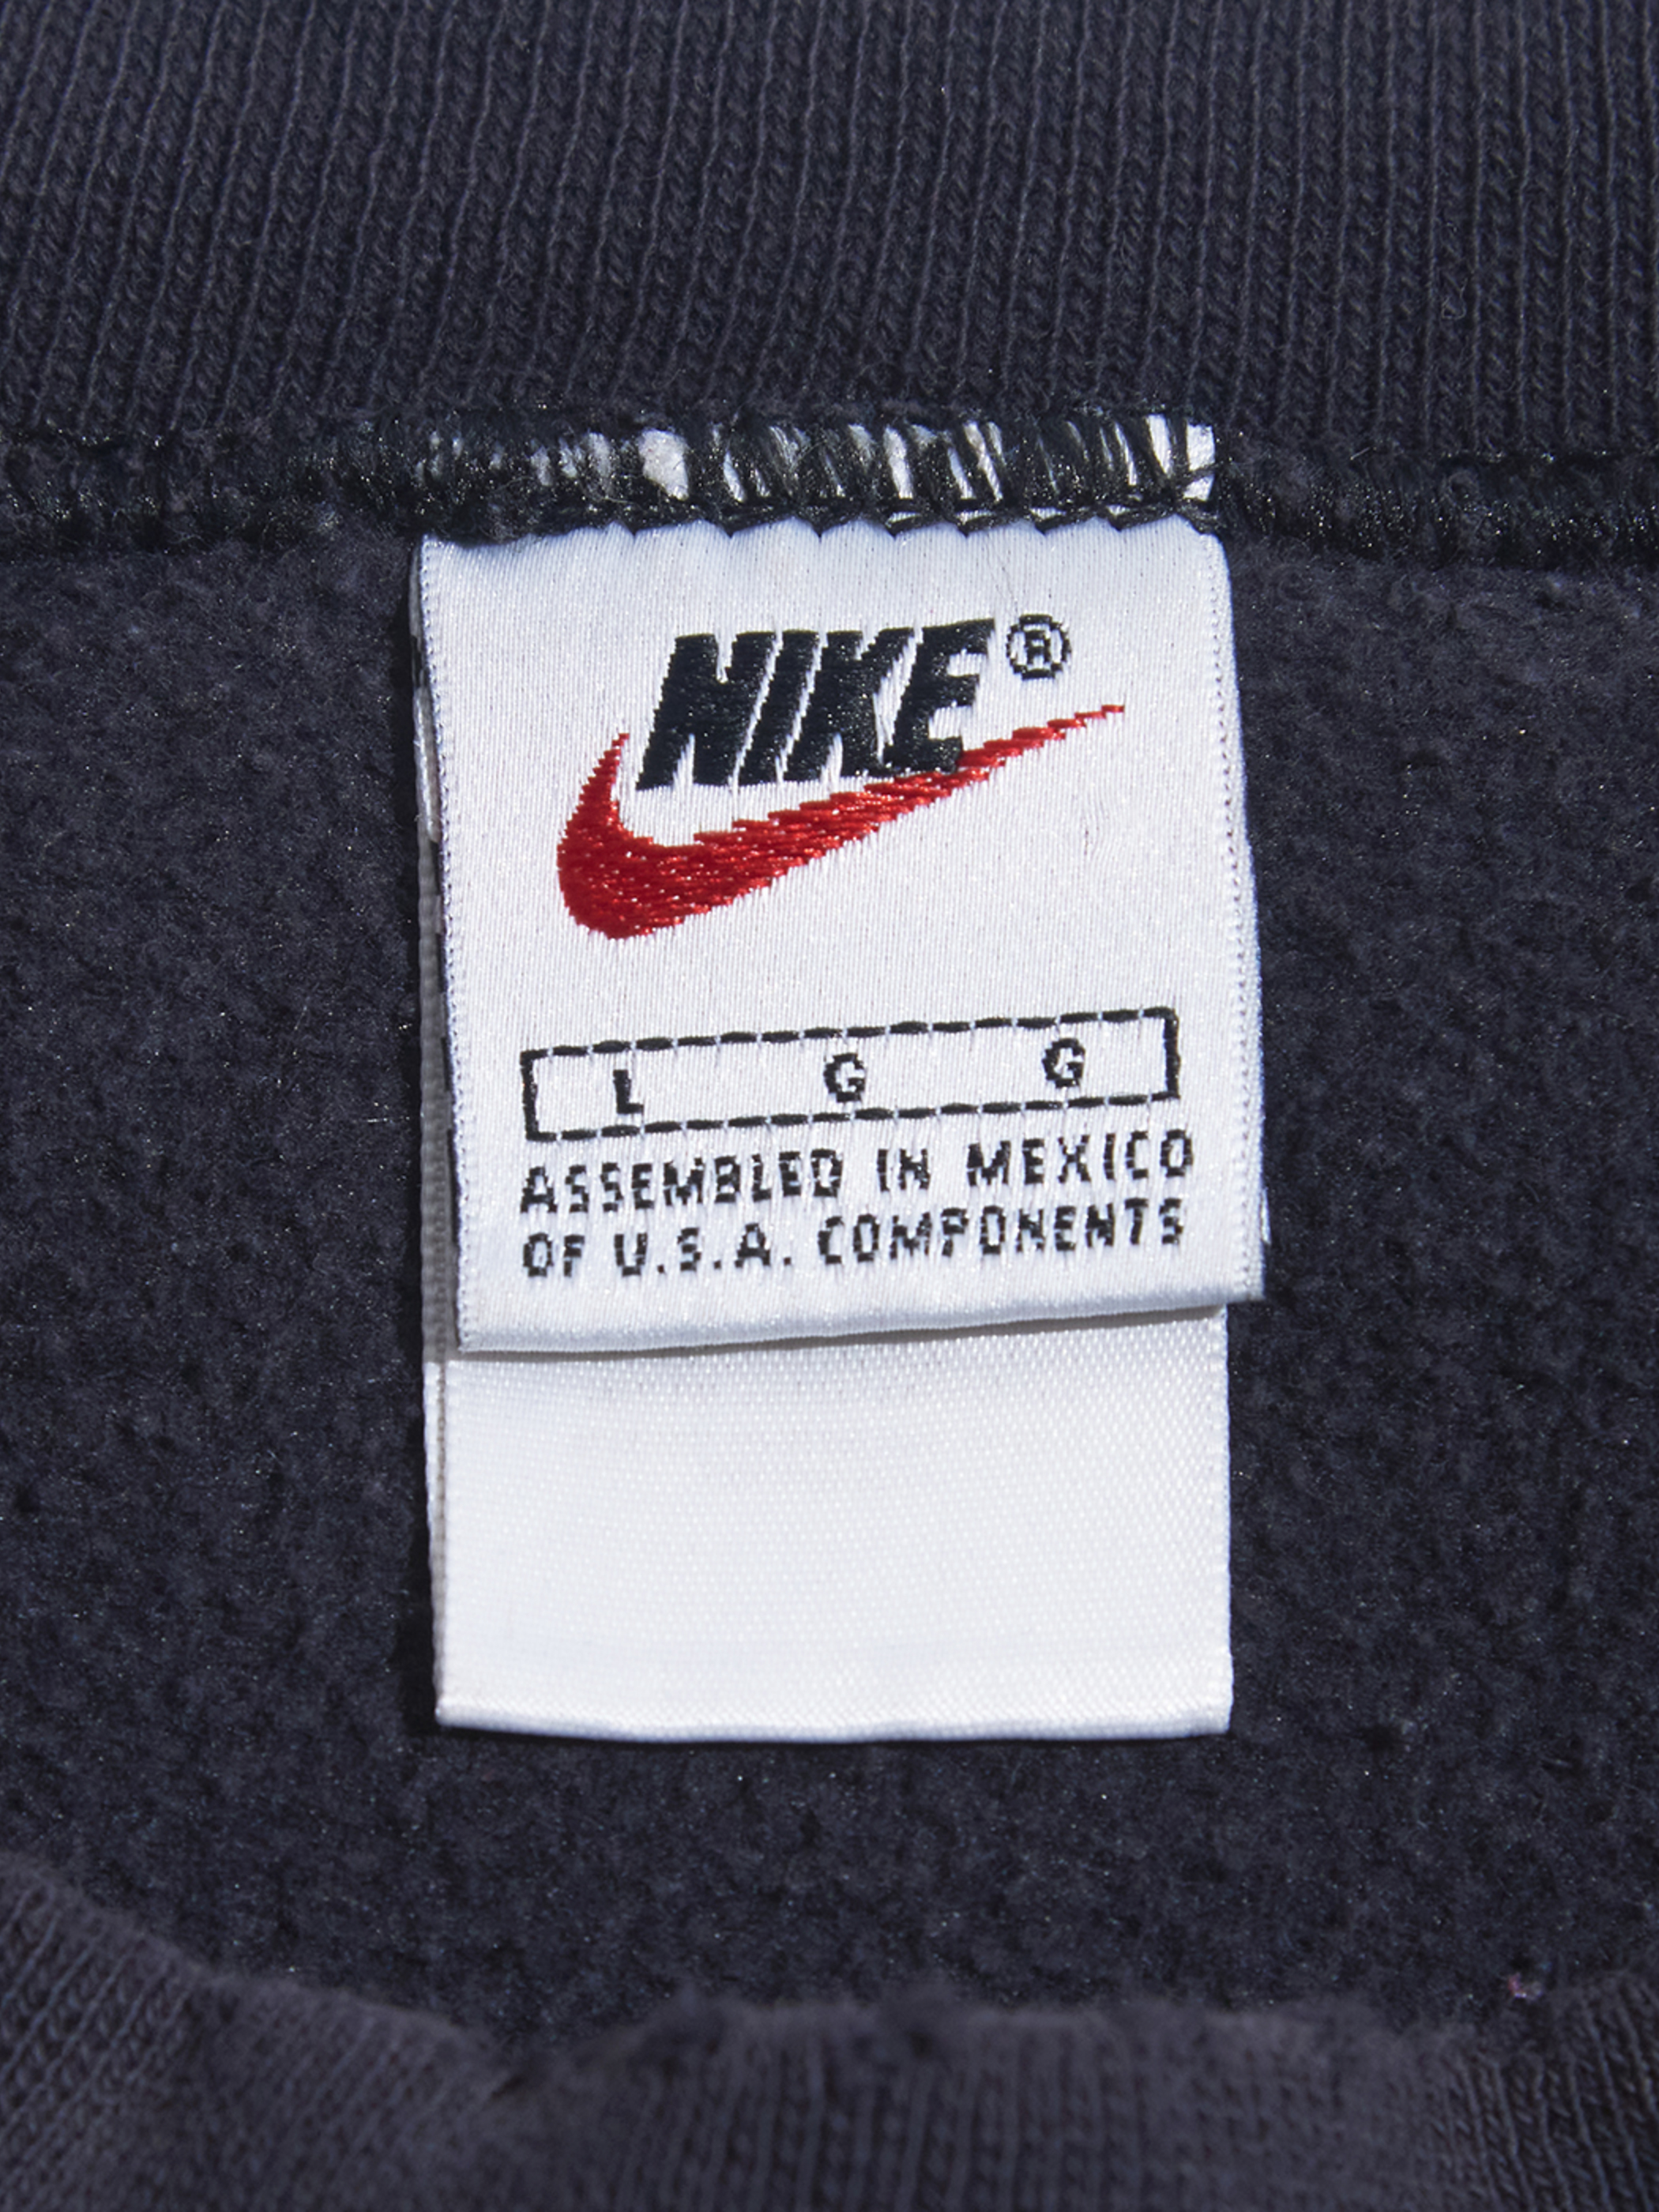 NIKE®
L G G
ASSEMBLED IN MEXICO
OF U.S.A. COMPONENTS